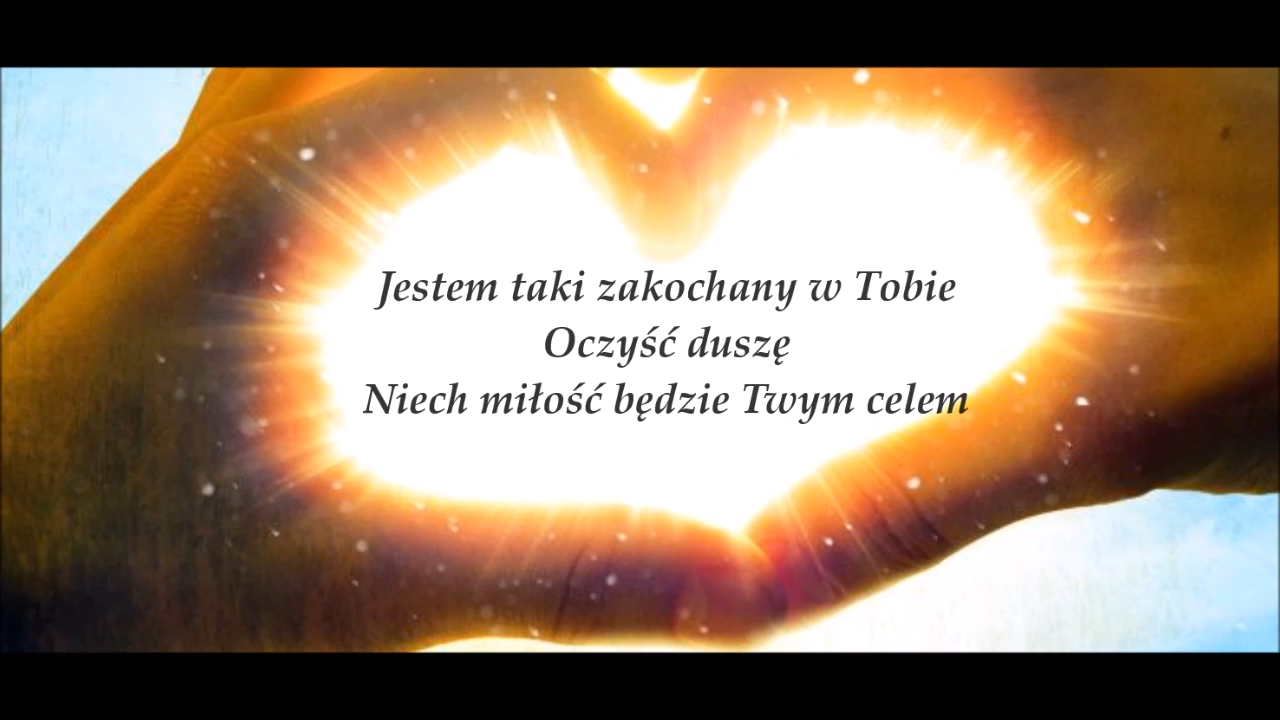 Jestem taki zakochany w Tobie
Oczyść duszę
Niech miłość będzie Twym celem